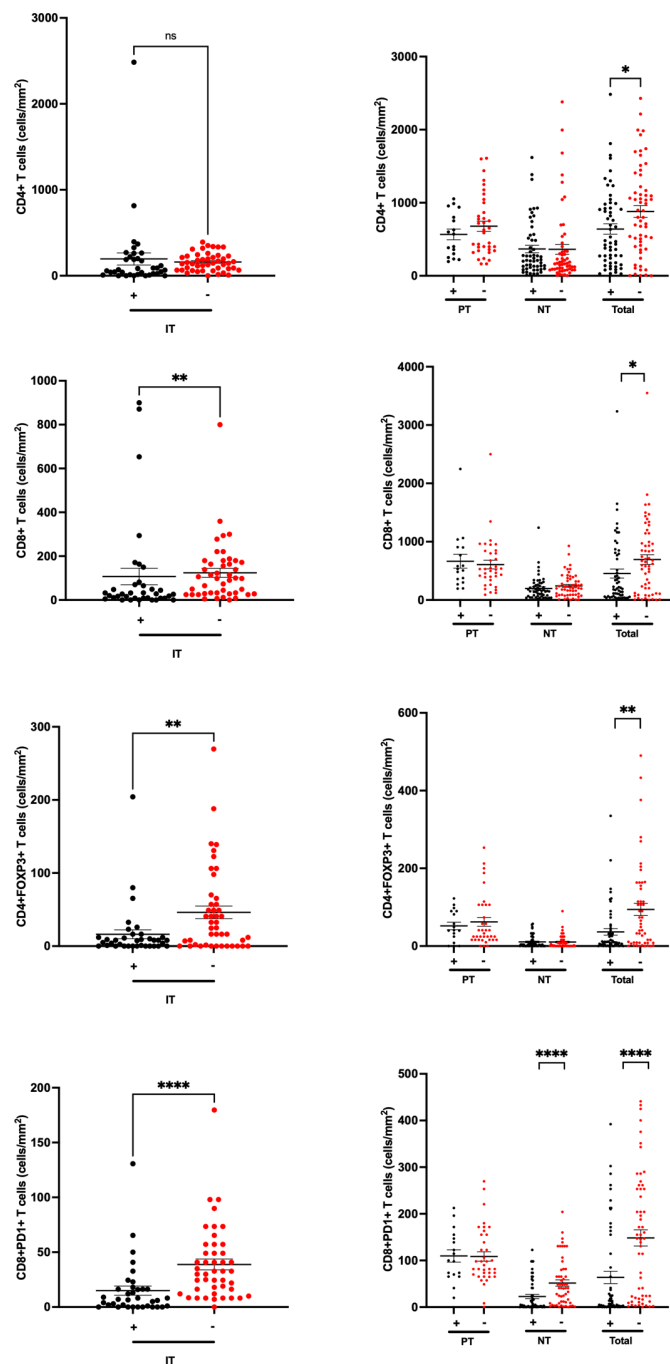 ns
CD4+ T cells (cells/mm²)
3000
2000
1000
0
+ -
IT
*
CD4+ T cells (cells/mm²)
3000
2000
1000
0
+ - + - + -
PT NT Total
**
CD8+ T cells (cells/mm²)
1000
800
600
400
200
0
+ -
IT
*
CD8+ T cells (cells/mm²)
4000
3000
2000
1000
0
+ - + - + -
PT NT Total
**
CD4+FOXP3+ T cells (cells/mm²)
300
200
100
0
+ -
IT
**
CD4+FOXP3+ T cells (cells/mm²)
600
400
200
0
+ - + - + -
PT NT Total
****
CD8+PD1+ T cells (cells/mm²)
200
150
100
50
0
+ -
IT
**** ****
CD8+PD1+ T cells (cells/mm²)
500
400
300
200
100
0
+ - + - + -
PT NT Total